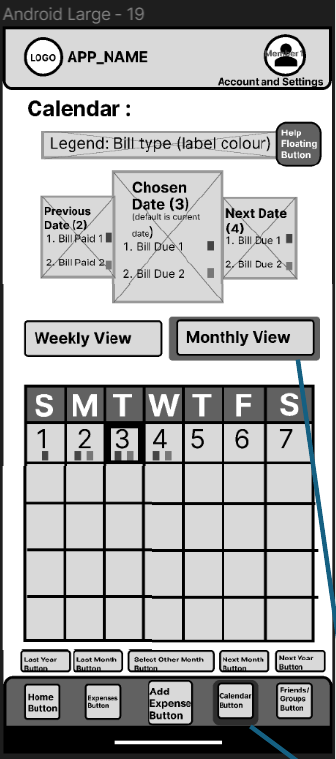 Android Large - 19
LOGO APP_NAME
Account and Settings
Calendar :
Legend: Bill type (label colour)
Help
Floating
Button
Previous
Date (2)
1. Bill Paid 1
2. Bill Paid 2
Chosen
Date (3)
(default is current
date)
1. Bill Due 1
2. Bill Due 2
Next Date
(4)
1. Bill Due 1
2. Bill Due 2
Weekly View
Monthly View
S M T W T F S
1 2 3 4 5 6 7
Last Year
Button
Last Month
Button
Select Other Month
Button
Next Month
Button
Next Year
Button
Home
Button
Expenses
Button
Add
Expense
Button
Calendar
Button
Friends/
Groups
Button